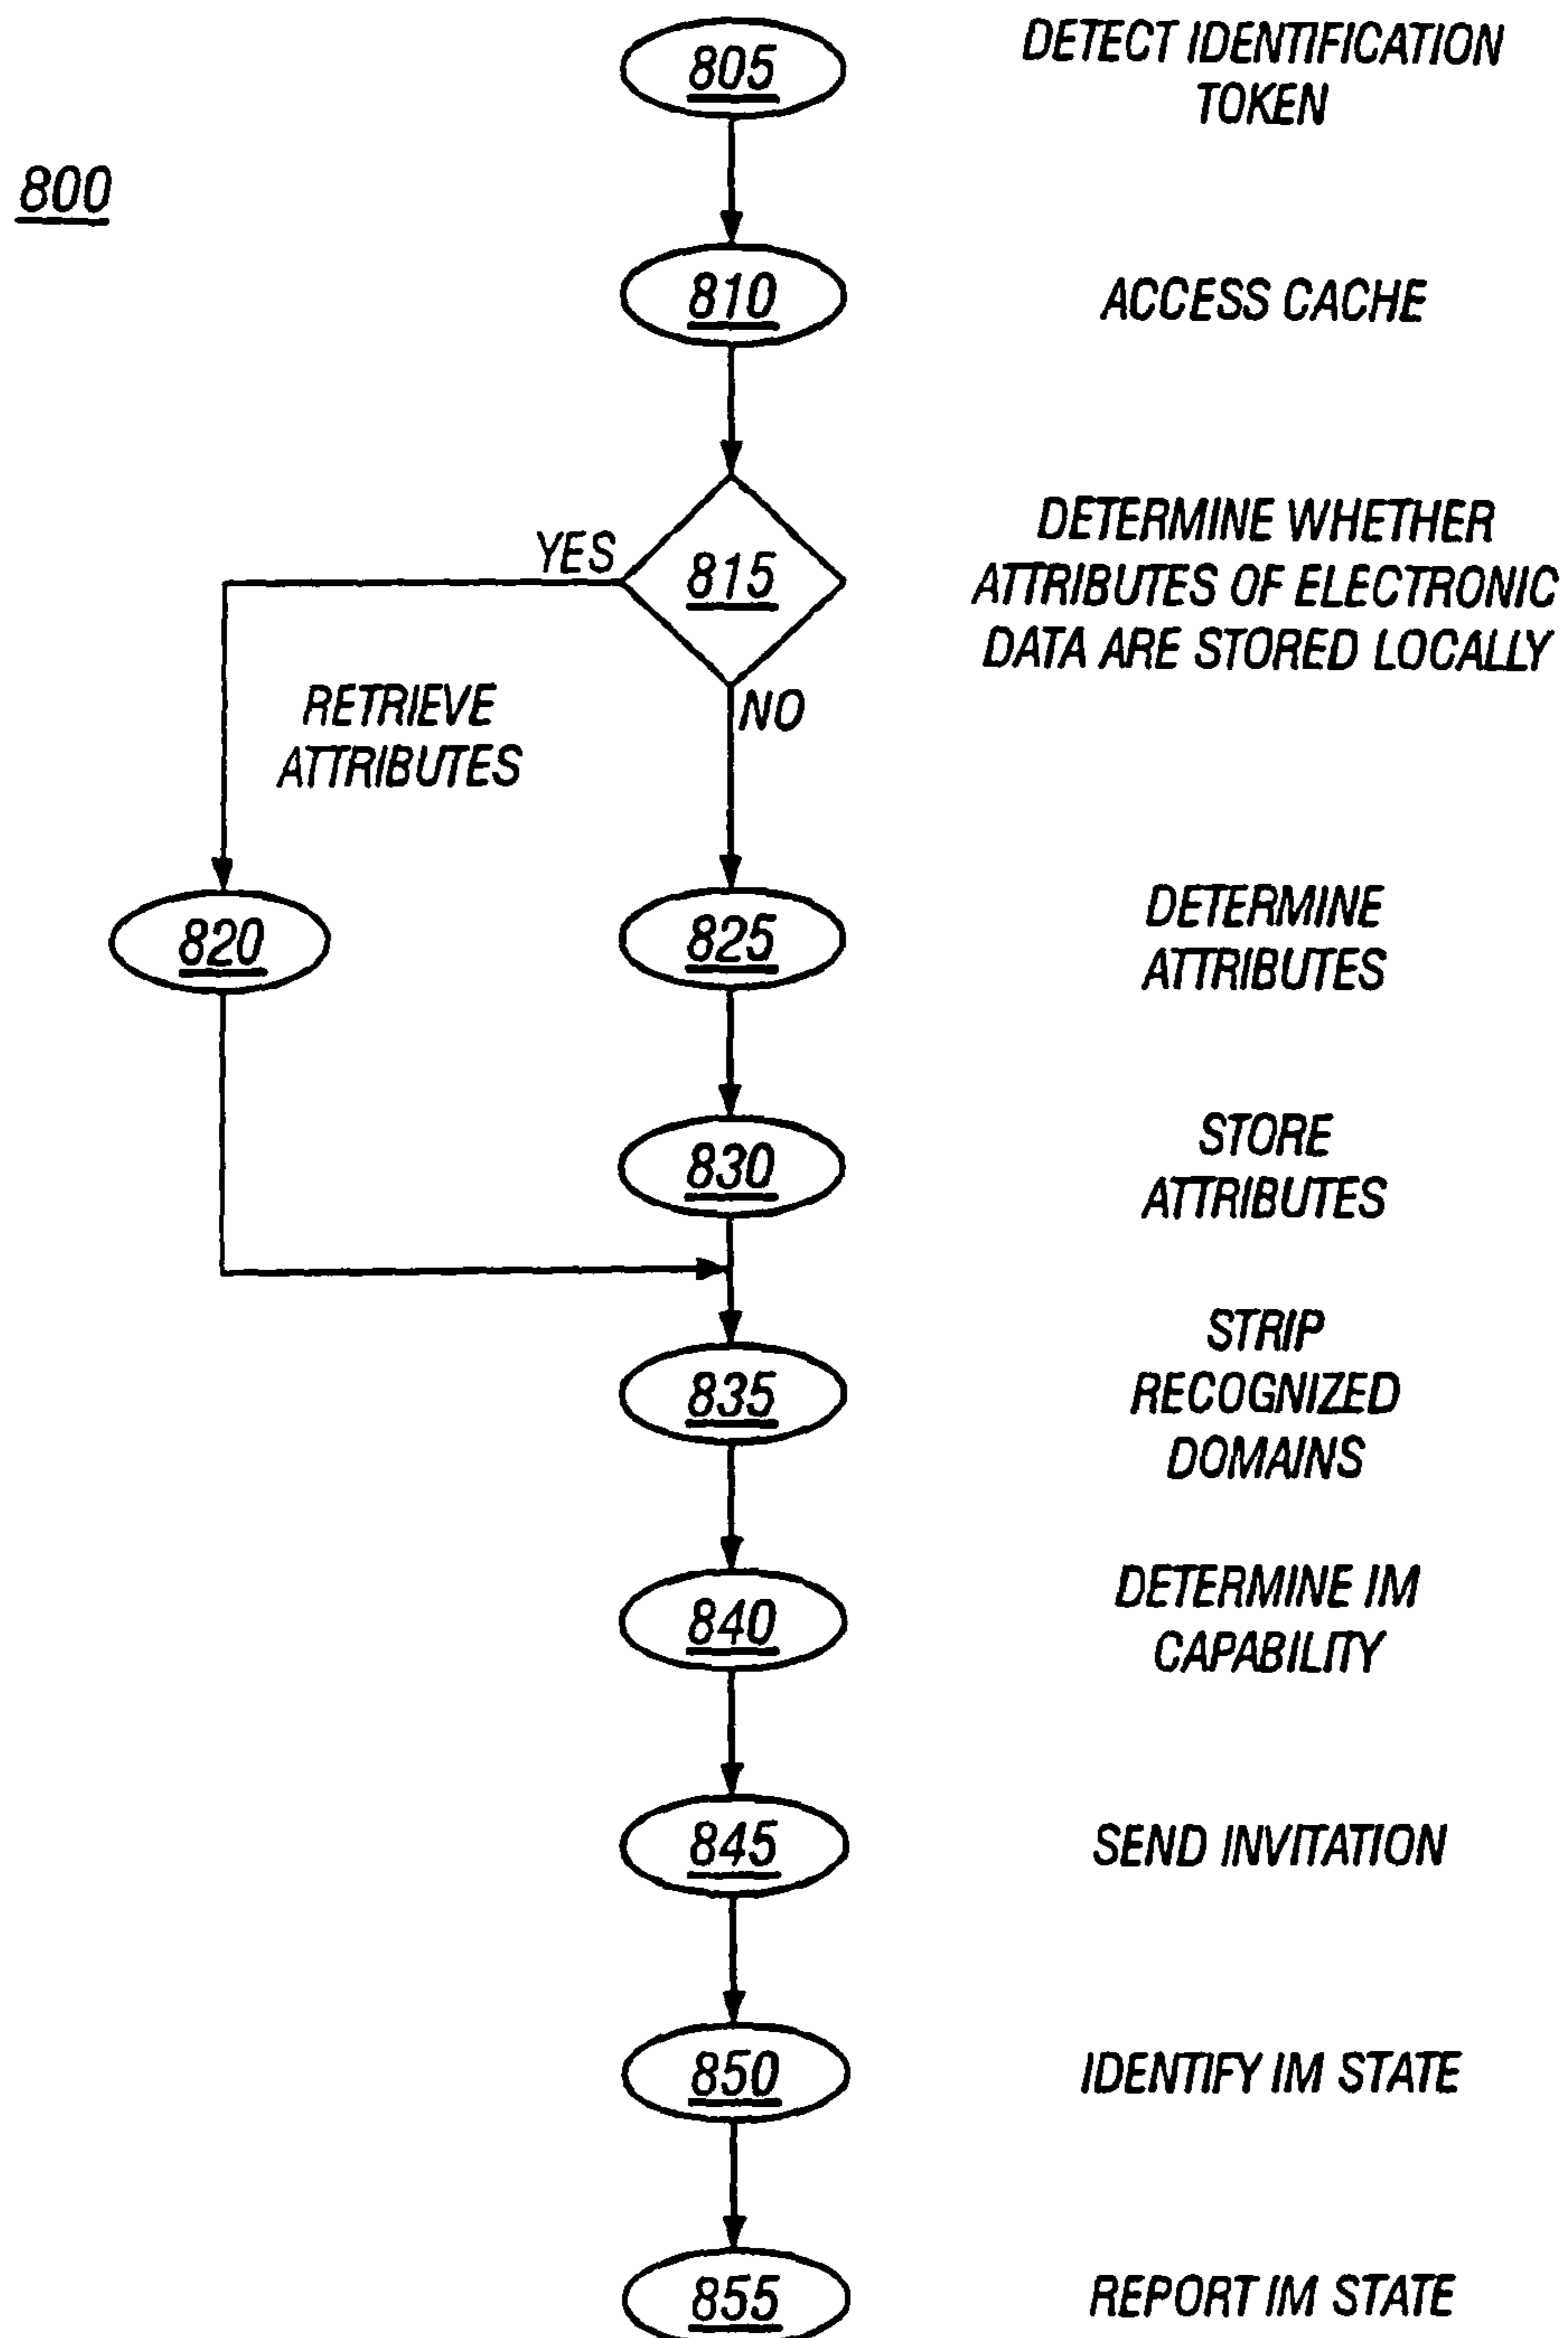 805
DETECT IDENTIFICATION
TOKEN
800
810
ACCESS CACHE
YES
815
DETERMINE WHETHER
ATTRIBUTES OF ELECTRONIC
DATA ARE STORED LOCALLY
RETRIEVE
ATTRIBUTES
NO
820
825
DETERMINE
ATTRIBUTES
830
STORE
ATTRIBUTES
835
STRIP
RECOGNIZED
DOMAINS
840
DETERMINE IM
CAPABILITY
845
SEND INVITATION
850
IDENTIFY IM STATE
855
REPORT IM STATE